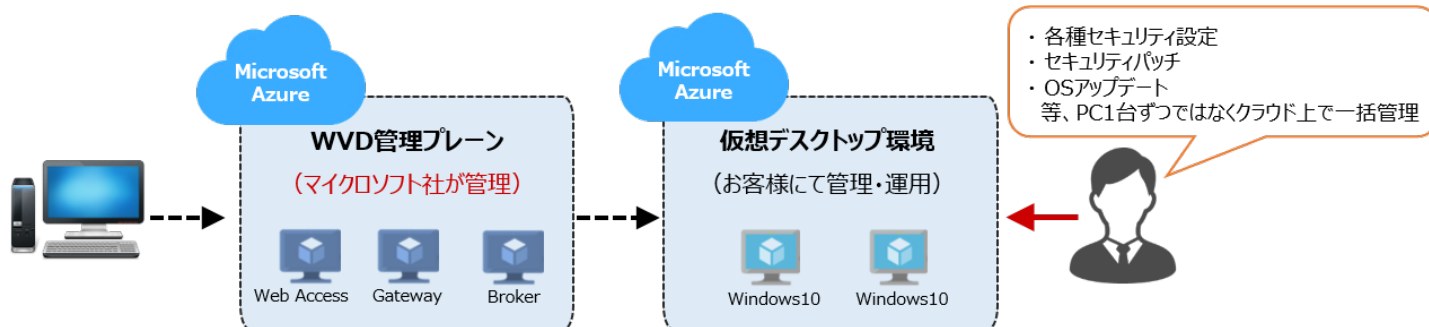 Microsoft
Azure
WVD管理プレーン
(マイクロソフト社が管理)
Web Access
Gateway
Broker
Microsoft
Azure
仮想デスクトップ環境
(お客様にて管理・運用)
Windows10
Windows10
・ 各種セキュリティ設定
・ セキュリティパッチ
・ OSアップデート
等、PC1台ずつではなくクラウド上で一括管理